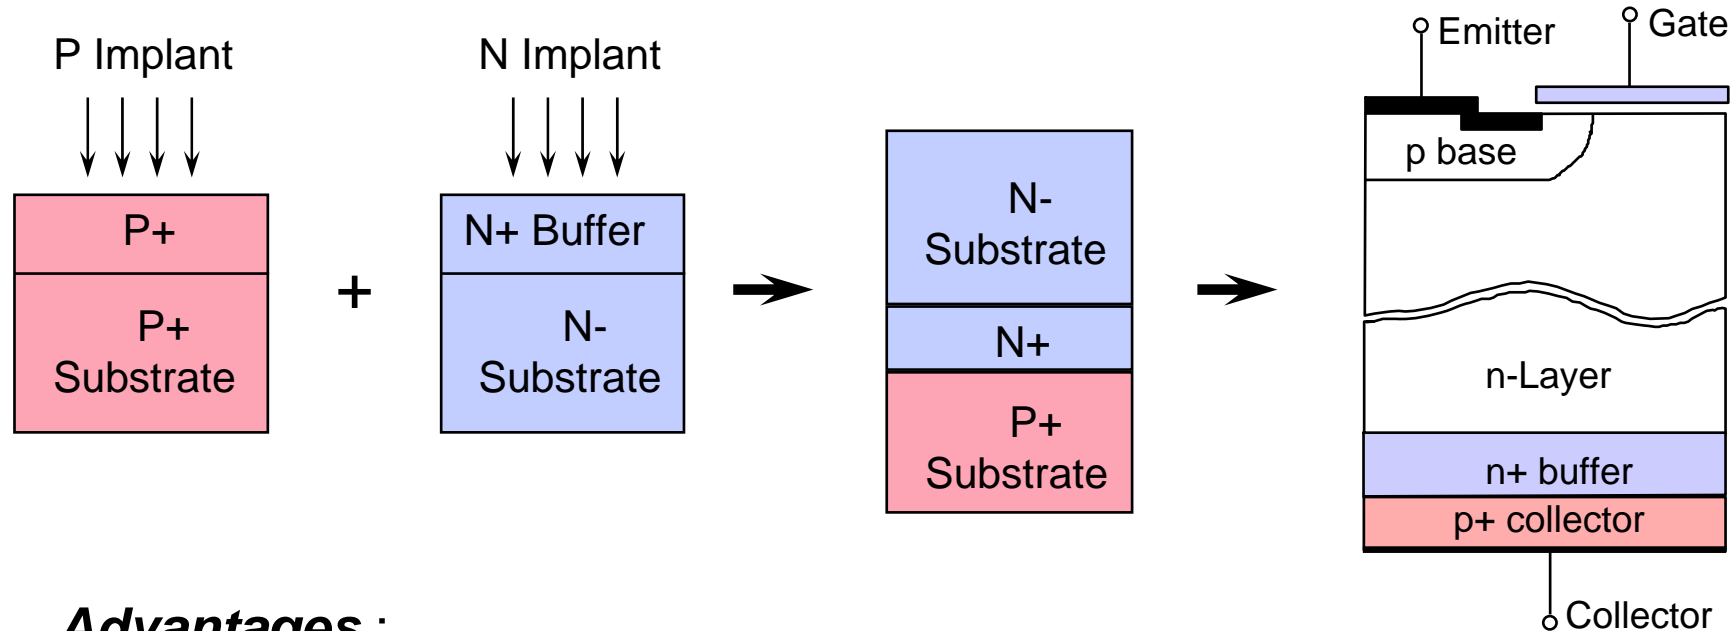 P Implant
P+
P+
Substrate
+
N Implant
N+ Buffer
N-
Substrate
N-
Substrate
N+
P+
Substrate
Emitter
Gate
p base
n-Layer
n+ buffer
p+ collector
Collector
Advantages :